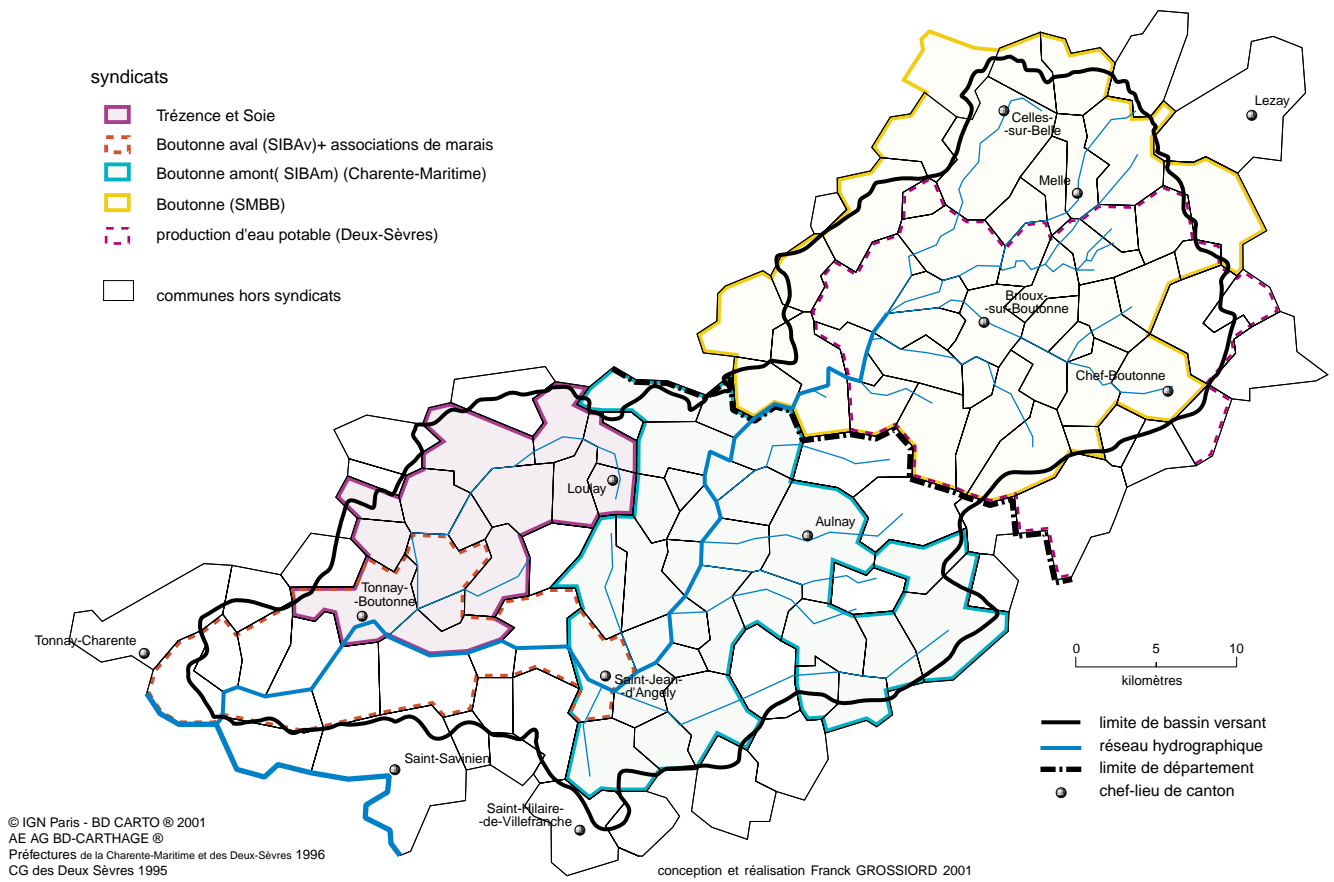 syndicats
Trézence et Soie
Boutonne aval (SIBAv)+ associations de marais
Boutonne amont( SIBAm) (Charente-Maritime)
Boutonne (SMBB)
production d'eau potable (Deux-Sèvres)
communes hors syndicats
Lezay
Celles-
-sur-Belle
Melle
Brioux-
-sur-Boutonne
Chef-Boutonne
Loulay
Aulnay
Tonnay-
-Boutonne
Tonnay-Charente
Saint-Jean-
-d'Angely
Saint-Savinien
Saint-Hilaire-
-de-Villefranche
0 5 10
kilomètres
limite de bassin versant
réseau hydrographique
limite de département
chef-lieu de canton
© IGN Paris - BD CARTO ® 2001
AE AG BD-CARTHAGE ®
Préfectures de la Charente-Maritime et des Deux-Sèvres 1996
CG des Deux Sèvres 1995
conception et réalisation Franck GROSSIORD 2001